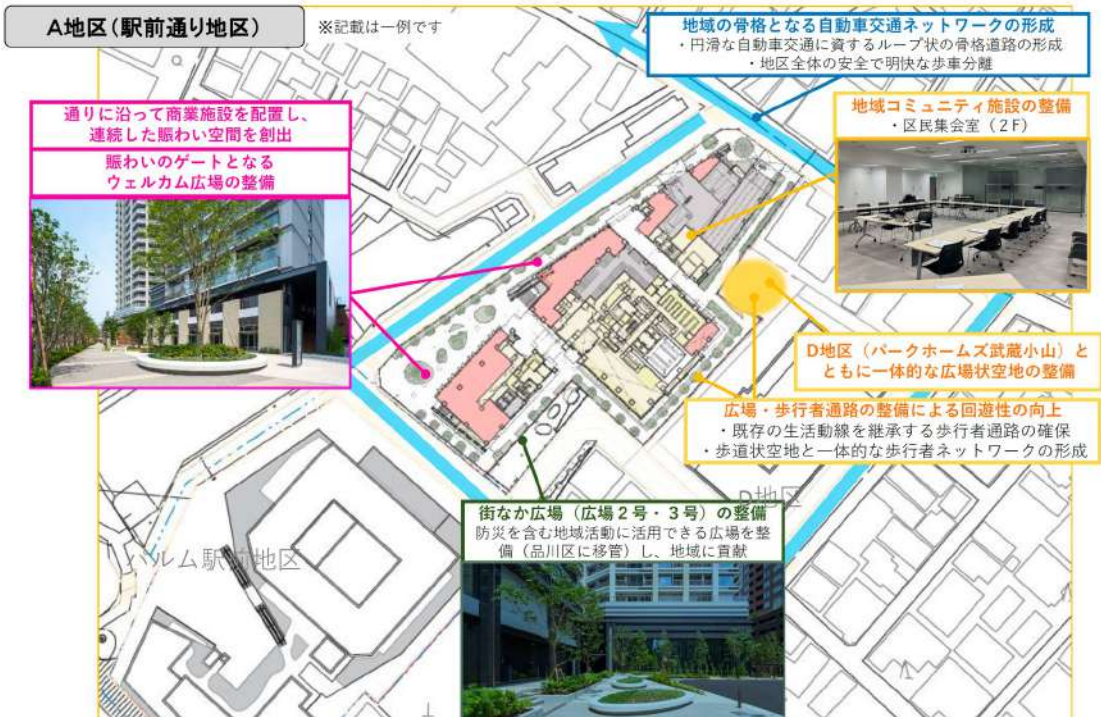 A地区(駅前通り地区)
※記載は一例です
地域の骨格となる自動車交通ネットワークの形成
・円滑な自動車交通に資するループ状の骨格道路の形成
・地区全体の安全で明快な歩車分離
通りに沿って商業施設を配置し、
連続した賑わい空間を創出
賑わいのゲートとなる
ウェルカム広場の整備
地域コミュニティ施設の整備
・区民集会室（2F）
D地区（パークホームズ武蔵小山）と
ともに一体的な広場状空地の整備
広場・歩行者通路の整備による回遊性の向上
・既存の生活動線を継承する歩行者通路の確保
・歩道状空地と一体的な歩行者ネットワークの形成
D地区
街なか広場（広場２号・３号）の整備
防災を含む地域活動に活用できる広場を整
備（品川区に移管）し、地域に貢献
パルム駅前地区